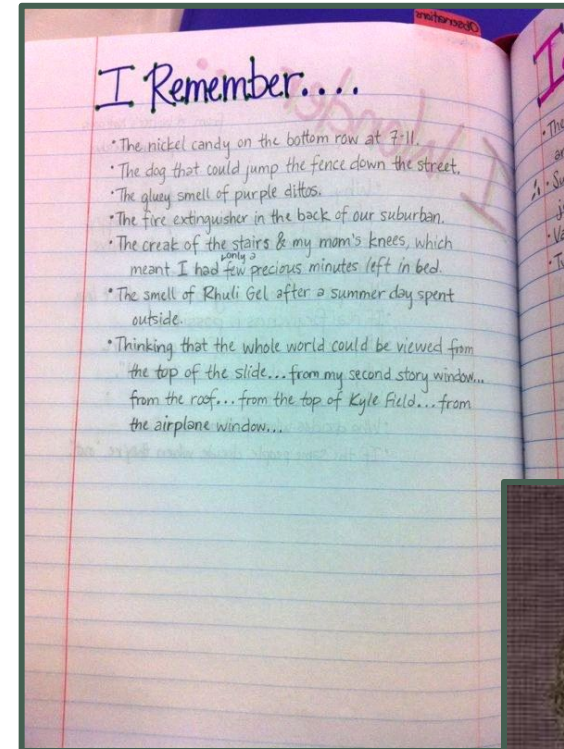 Observations
I Remember....
• The nickel candy on the bottom row at 7-11.
• The dog that could jump the fence down the street.
• The gluey smell of purple dittos.
• The fire extinguisher in the back of our suburban.
• The creak of the stairs & my mom's knees, which
only a
meant I had few precious minutes left in bed.
• The smell of Rhuli Gel after a summer day spent
outside.
• Thinking that the whole world could be viewed from
the top of the slide... from my second story window...
from the roof... from the top of Kyle Field... from
the airplane window...
I Wonder
The